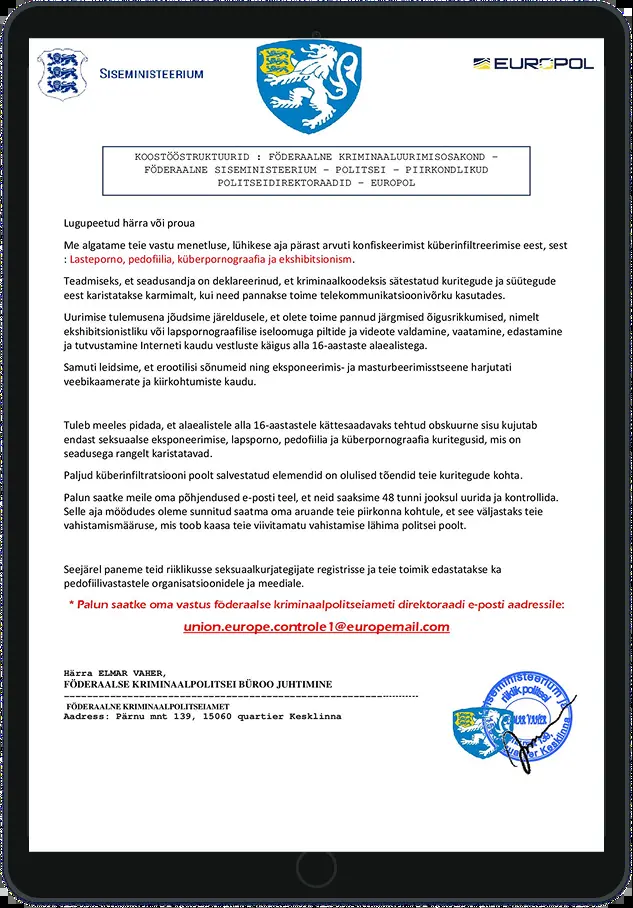 SISEMINISTEERIUM
EUROPOL
KOOSTÖÖSTRUKTUURID : FÖDERAALNE KRIMINAALUURIMISOSAKOND –
FÖDERAALNE SISEMINISTEERIUM – POLITSEI – PIIRKONDLIKUD
POLITSEIDIREKTORAADID – EUROPOL
Lugupeetud härra või proua
Me algatame teie vastu menetluse, lühikese aja pärast arvuti konfiskeerimist küberinfiltreerimise eest, sest
: Lasteporno, pedofiilia, küberpornograafia ja ekshibitsionism.
Teadmiseks, et seadusandja on deklareerinud, et kriminaalkoodeksis sätestatud kuritegude ja süütegude
eest karistatakse karmimalt, kui need pannakse toime telekommunikatsioonivõrku kasutades.
Uurimise tulemusena jõudsime järeldusele, et olete toime pannud järgmised õigusrikkumised, nimelt
ekshibitsionistliku või lapspornograafilise iseloomuga piltide ja videote valdamine, vaatamine, edastamine
ja tutvustamine Interneti kaudu vestluste käigus alla 16-aastaste alaealistega.
Samuti leidsime, et erootilisi sõnumeid ning eksponeerimis- ja masturbeerimisstseene harjutati
veebikaamerate ja kiirkohtumiste kaudu.
Tuleb meeles pidada, et alaealistele alla 16-aastastele kättesaadavaks tehtud obskuurne sisu kujutab
endast seksuaalse eksponeerimise, lapsporno, pedofiilia ja küberpornograafia kuritegusid, mis on
seadusega rangelt karistatavad.
Paljud küberinfiltratsiooni poolt salvestatud elemendid on olulised tõendid teie kuritegude kohta.
Palun saatke meile oma põhjendused e-posti teel, et neid saaksime 48 tunni jooksul uurida ja kontrollida.
Selle aja möödudes oleme sunnitud saatma oma aruande teie piirkonna kohtule, et see väljastaks teie
vahistamismääruse, mis toob kaasa teie viivitamatu vahistamise lähima politsei poolt.
Seejärel paneme teid riiklikusse seksuaalkurjategijate registrisse ja teie toimik edastatakse ka
pedofiilivastastele organisatsioonidele ja meediale.
* Palun saatke oma vastus föderaalse kriminaalpolitseiameti direktoraadi e-posti aadressile:
union.europe.controle1@europemail.com
Härra ELMAR VAHER,
FÖDERAALSE KRIMINAALPOLITSEI BÜROO JUHTIMINE
FÖDERAALNE KRIMINAALPOLITSEIAMET
Aadress: Pärnu mnt 139, 15060 quartier Kesklinna